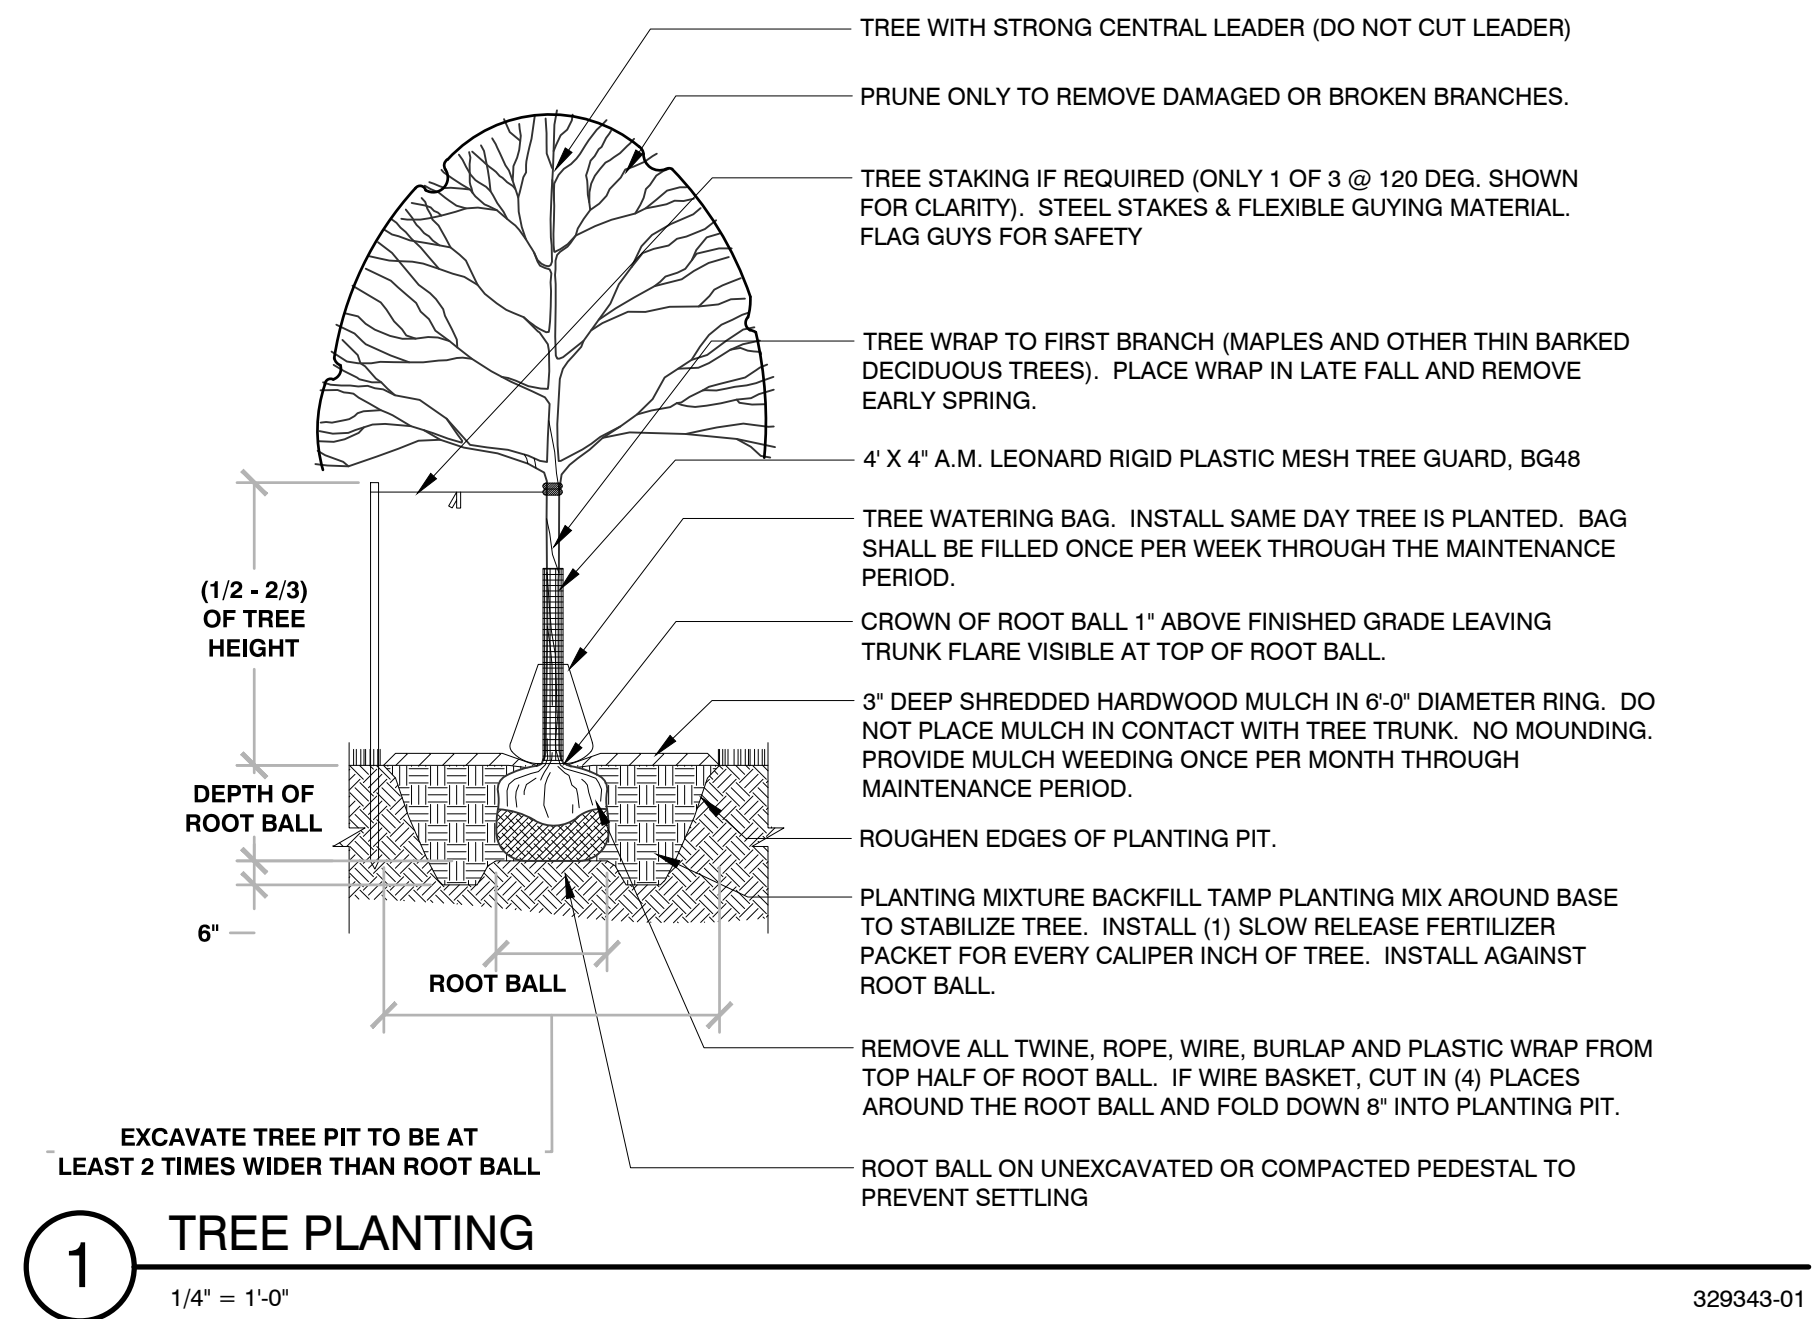 TREE WITH STRONG CENTRAL LEADER (DO NOT CUT LEADER)
PRUNE ONLY TO REMOVE DAMAGED OR BROKEN BRANCHES.
TREE STAKING IF REQUIRED (ONLY 1 OF 3 @ 120 DEG. SHOWN
FOR CLARITY).  STEEL STAKES & FLEXIBLE GUYING MATERIAL.
FLAG GUYS FOR SAFETY
TREE WRAP TO FIRST BRANCH (MAPLES AND OTHER THIN BARKED
DECIDUOUS TREES).  PLACE WRAP IN LATE FALL AND REMOVE
EARLY SPRING.
4' X 4" A.M. LEONARD RIGID PLASTIC MESH TREE GUARD, BG48
TREE WATERING BAG.  INSTALL SAME DAY TREE IS PLANTED.  BAG
SHALL BE FILLED ONCE PER WEEK THROUGH THE MAINTENANCE
PERIOD.
CROWN OF ROOT BALL 1" ABOVE FINISHED GRADE LEAVING
TRUNK FLARE VISIBLE AT TOP OF ROOT BALL.
3" DEEP SHREDDED HARDWOOD MULCH IN 6'-0" DIAMETER RING.  DO
NOT PLACE MULCH IN CONTACT WITH TREE TRUNK.  NO MOUNDING.
PROVIDE MULCH WEEDING ONCE PER MONTH THROUGH
MAINTENANCE PERIOD.
ROUGHEN EDGES OF PLANTING PIT.
PLANTING MIXTURE BACKFILL TAMP PLANTING MIX AROUND BASE
TO STABILIZE TREE.  INSTALL (1) SLOW RELEASE FERTILIZER
PACKET FOR EVERY CALIPER INCH OF TREE.  INSTALL AGAINST
ROOT BALL.
REMOVE ALL TWINE, ROPE, WIRE, BURLAP AND PLASTIC WRAP FROM
TOP HALF OF ROOT BALL.  IF WIRE BASKET, CUT IN (4) PLACES
AROUND THE ROOT BALL AND FOLD DOWN 8" INTO PLANTING PIT.
ROOT BALL ON UNEXCAVATED OR COMPACTED PEDESTAL TO
PREVENT SETTLING
(1/2 - 2/3)
OF TREE
HEIGHT
DEPTH OF
ROOT BALL
6"
ROOT BALL
EXCAVATE TREE PIT TO BE AT
LEAST 2 TIMES WIDER THAN ROOT BALL
1
TREE PLANTING
1/4" = 1'-0"
329343-01